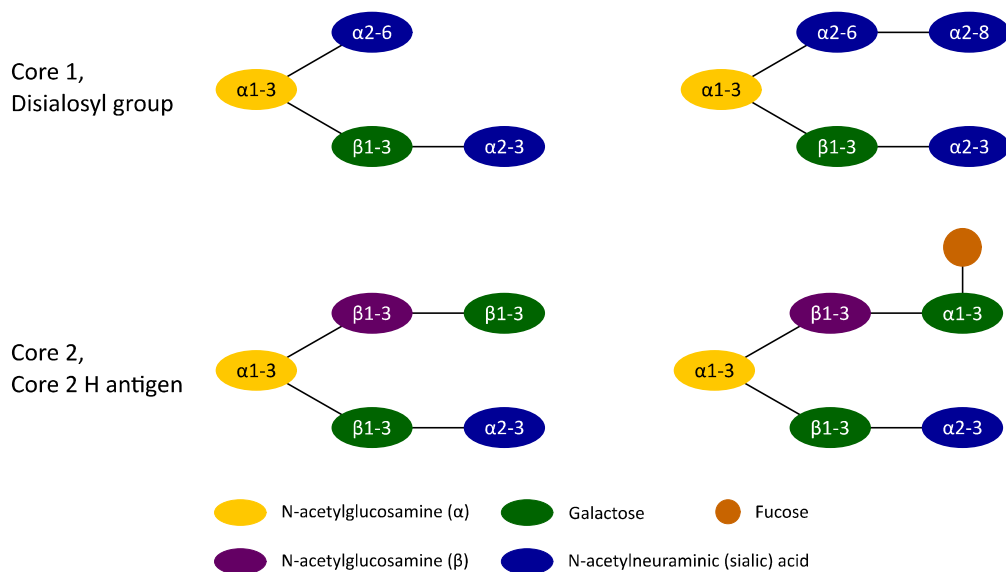 Core 1,
Disialosyl group
α2-6
α1-3
β1-3 α2-3
α2-6 α2-8
α1-3
β1-3 α2-3
Core 2,
Core 2 H antigen
β1-3 β1-3
α1-3
β1-3 α2-3
β1-3 α1-3
α1-3
β1-3 α2-3
N-acetylglucosamine (α) Galactose Fucose
N-acetylglucosamine (β) N-acetylneuraminic (sialic) acid